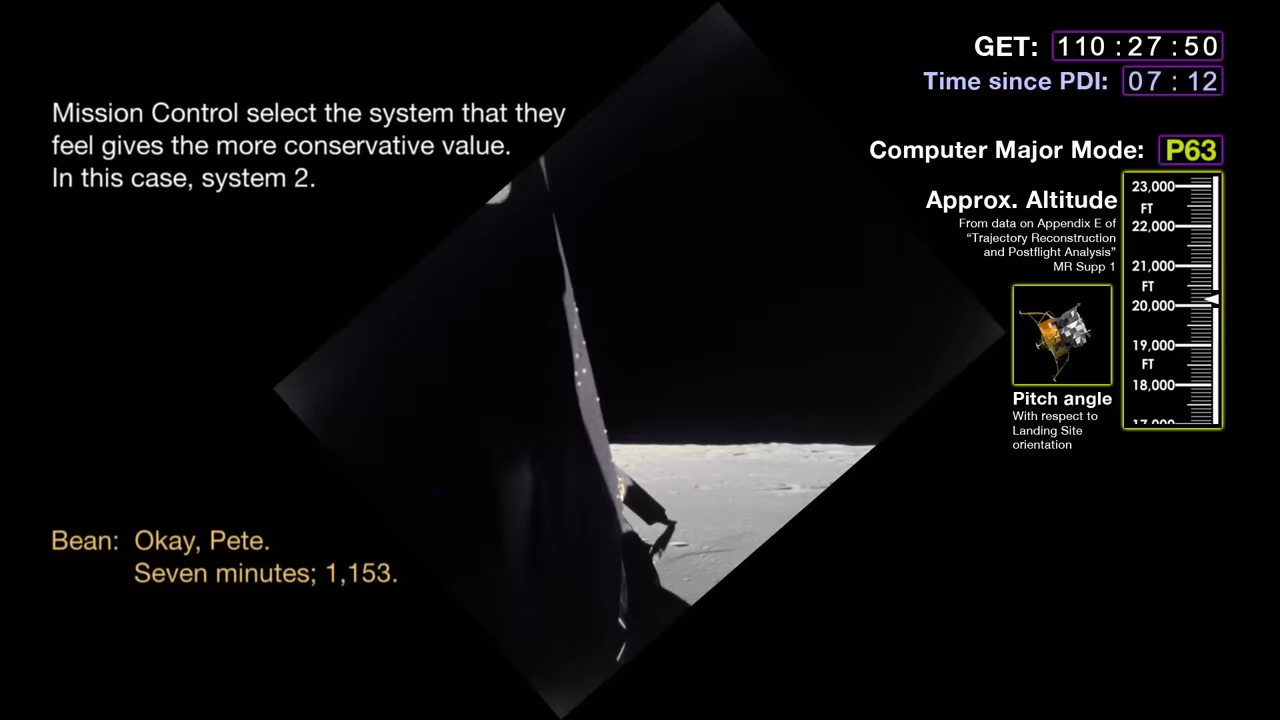 Mission Control select the system that they
feel gives the more conservative value.
In this case, system 2.
GET: 110 : 27 : 50
Time since PDI: 07 : 12
Computer Major Mode: P63
Approx. Altitude
From data on Appendix E of
“Trajectory Reconstruction
and Postflight Analysis”
MR Supp 1
23,000
FT
22,000
21,000
FT
20,000
19,000
FT
18,000
17,000
Pitch angle
With respect to
Landing Site
orientation
Bean: Okay, Pete.
Seven minutes; 1,153.